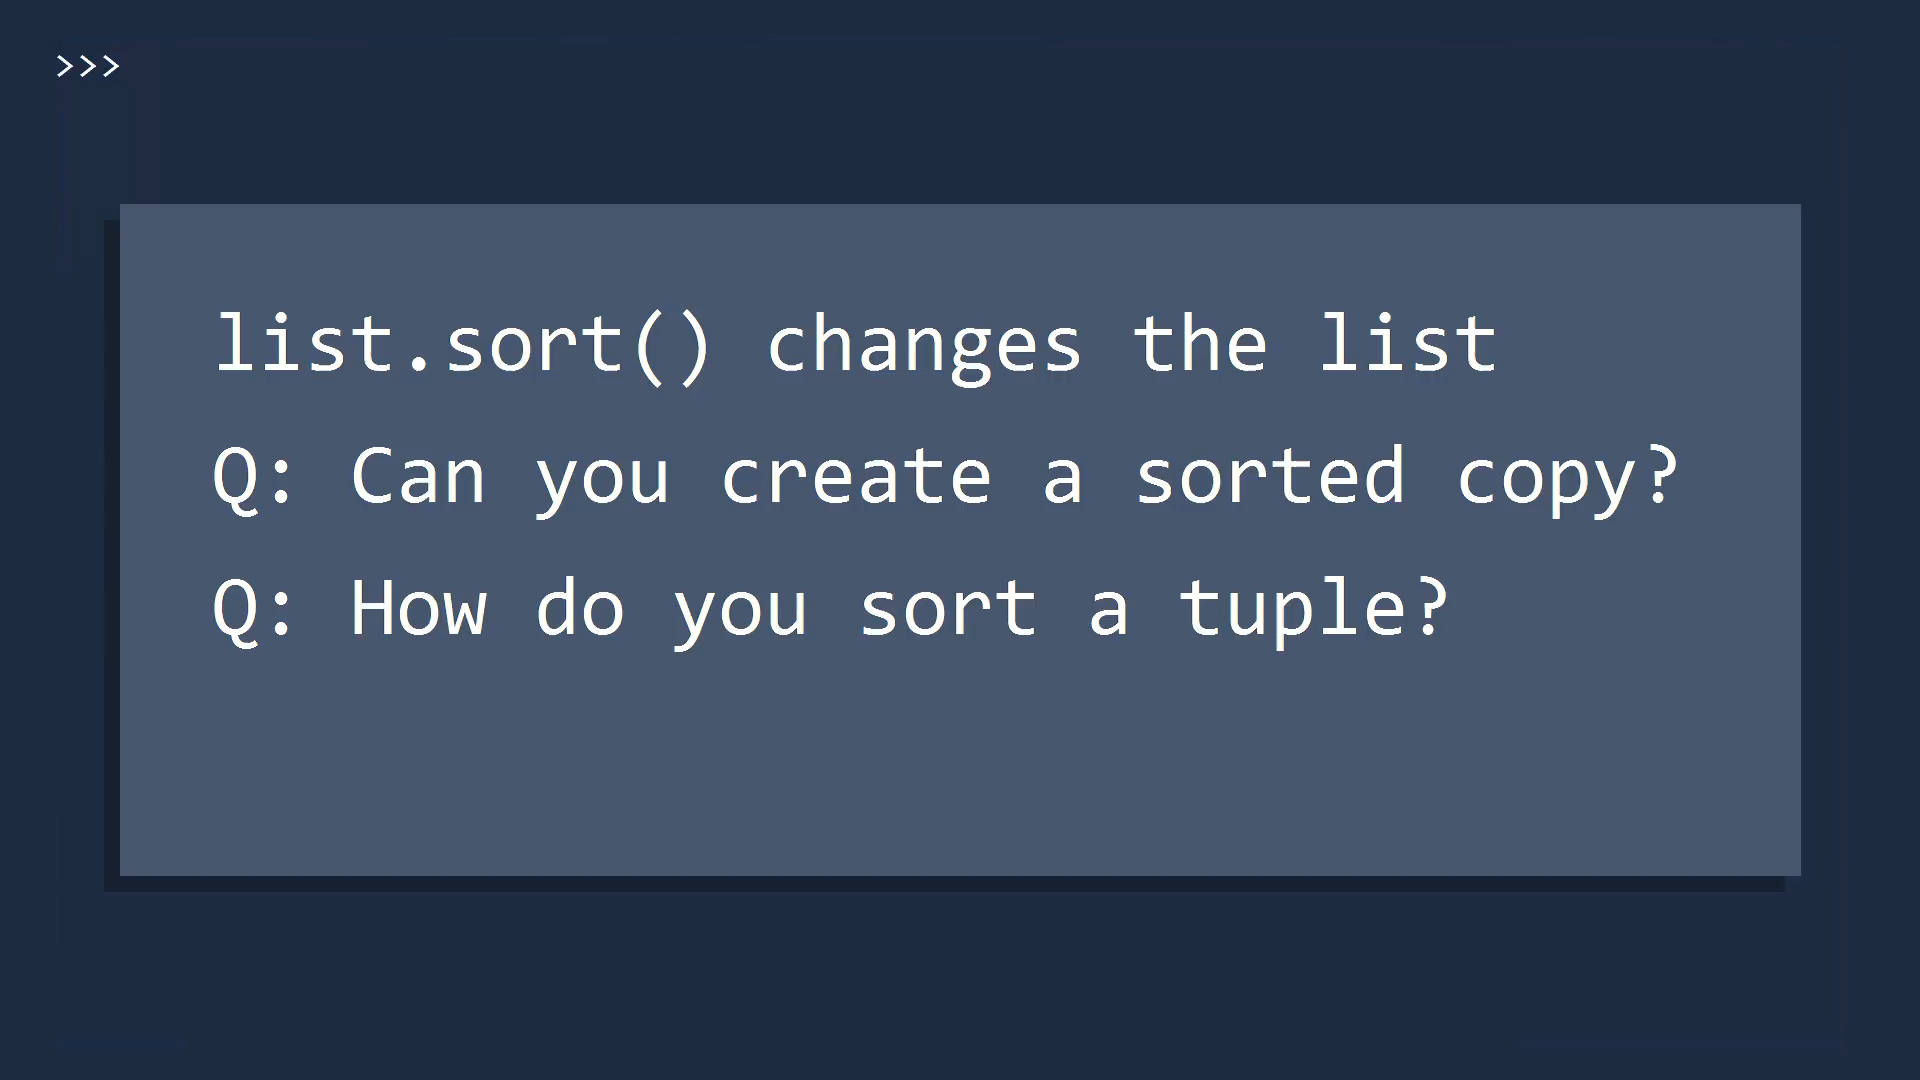 >>>
list.sort() changes the list
Q: Can you create a sorted copy?
Q: How do you sort a tuple?